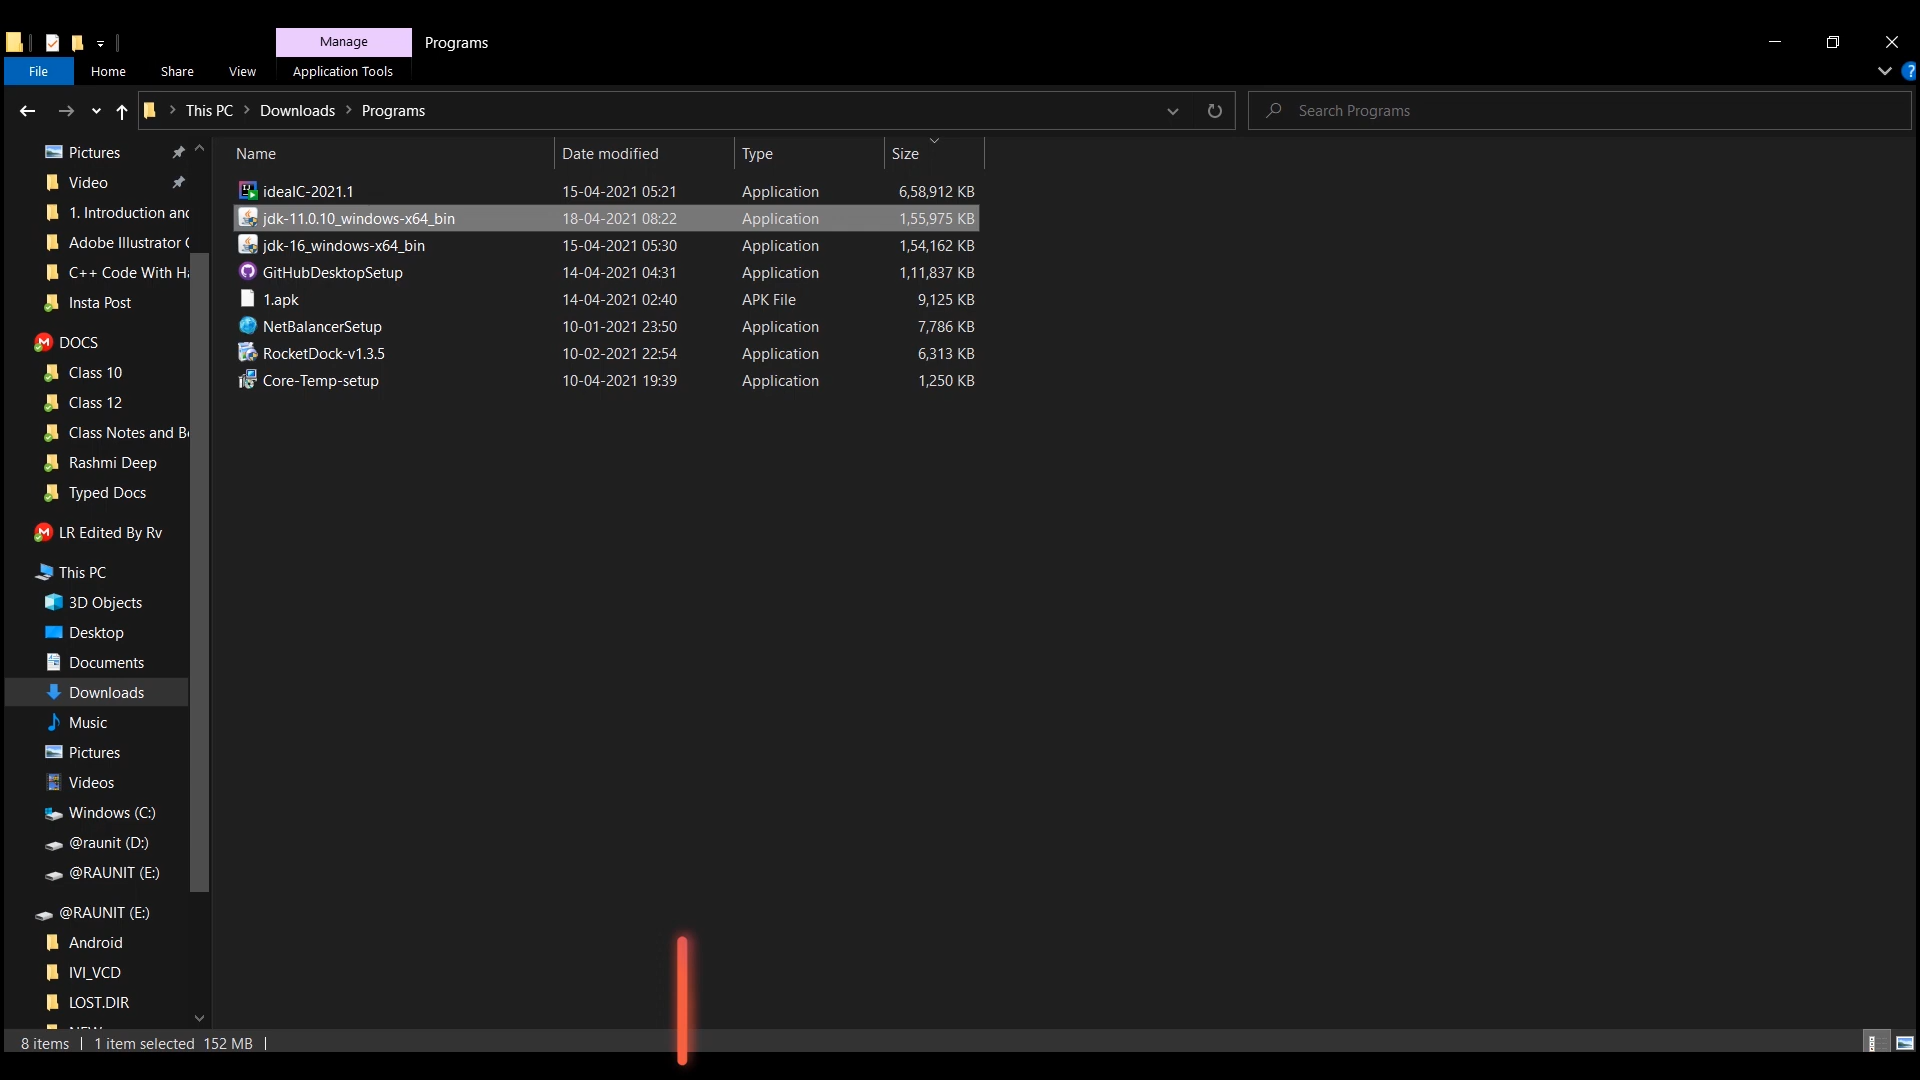 Manage
Programs
File
Home
Share
View
Application Tools
This PC > Downloads > Programs
Search Programs
Pictures
Video
1. Introduction and
Adobe Illustrator C
C++ Code With Ha
Insta Post
DOCS
Class 10
Class 12
Class Notes and Bo
Rashmi Deep
Typed Docs
LR Edited By Rv
This PC
3D Objects
Desktop
Documents
Downloads
Music
Pictures
Videos
Windows (C:)
@raunit (D:)
@RAUNIT (E:)
@RAUNIT (E:)
Android
IVI_VCD
LOST.DIR
Name Date modified Type Size
ideaIC-2021.1 15-04-2021 05:21 Application 6,58,912 KB
jdk-11.0.10_windows-x64_bin 18-04-2021 08:22 Application 1,55,975 KB
jdk-16_windows-x64_bin 15-04-2021 05:30 Application 1,54,162 KB
GitHubDesktopSetup 14-04-2021 04:31 Application 1,11,837 KB
1.apk 14-04-2021 02:40 APK File 9,125 KB
NetBalancerSetup 10-01-2021 23:50 Application 7,786 KB
RocketDock-v1.3.5 10-02-2021 22:54 Application 6,313 KB
Core-Temp-setup 10-04-2021 19:39 Application 1,250 KB
8 items 1 item selected 152 MB